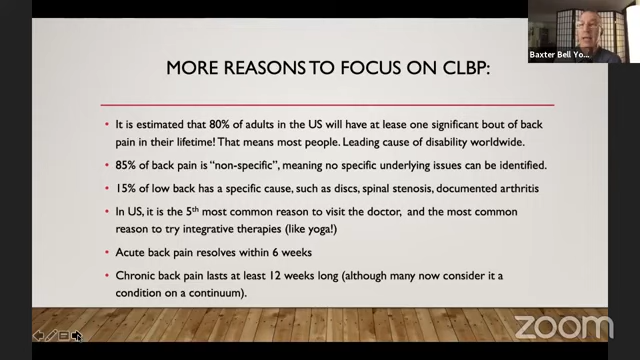 Baxter Bell Yo...
MORE REASONS TO FOCUS ON CLBP:
• It is estimated that 80% of adults in the US will have at lease one significant bout of back
pain in their lifetime! That means most people. Leading cause of disability worldwide.
• 85% of back pain is “non-specific”, meaning no specific underlying issues can be identified.
• 15% of low back has a specific cause, such as discs, spinal stenosis, documented arthritis
• In US, it is the 5th most common reason to visit the doctor, and the most common
reason to try integrative therapies (like yoga!)
• Acute back pain resolves within 6 weeks
• Chronic back pain lasts at least 12 weeks long (although many now consider it a
condition on a continuum).
zoom